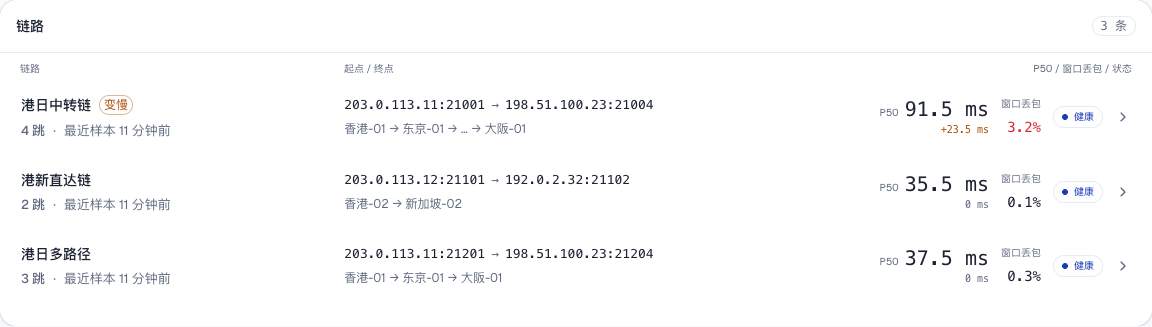 链路
3 条
链路 起点 / 终点 P50 / 窗口丢包 / 状态
港日中转链 变慢 203.0.113.11:21001 → 198.51.100.23:21004 P50 91.5 ms 窗口丢包 健康
4 跳 · 最近样本 11 分钟前 香港-01 → 东京-01 → … → 大阪-01 +23.5 ms 3.2%
港新直达链 203.0.113.12:21101 → 192.0.2.32:21102 P50 35.5 ms 窗口丢包 健康
2 跳 · 最近样本 11 分钟前 香港-02 → 新加坡-02 0 ms 0.1%
港日多路径 203.0.113.11:21201 → 198.51.100.23:21204 P50 37.5 ms 窗口丢包 健康
3 跳 · 最近样本 11 分钟前 香港-01 → 东京-01 → 大阪-01 0 ms 0.3%